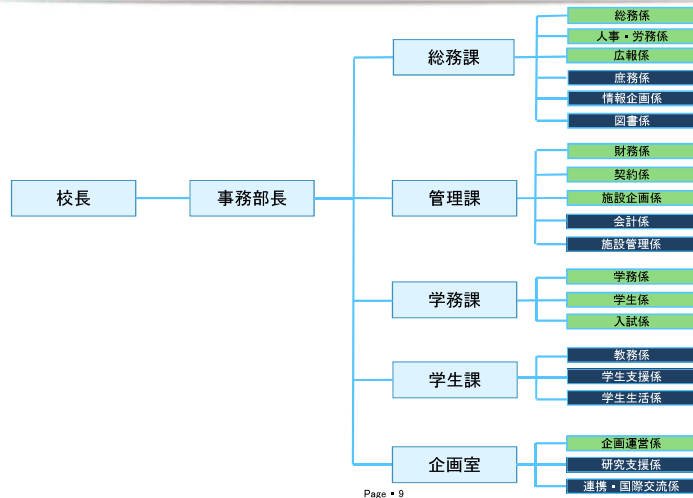 校長
事務部長
総務課
総務係
人事・労務係
広報係
庶務係
情報企画係
図書係
管理課
財務係
契約係
施設企画係
会計係
施設管理係
学務課
学務係
学生係
入試係
学生課
教務係
学生支援係
学生生活係
企画室
企画運営係
研究支援係
連携・国際交流係
Page ▪ 9